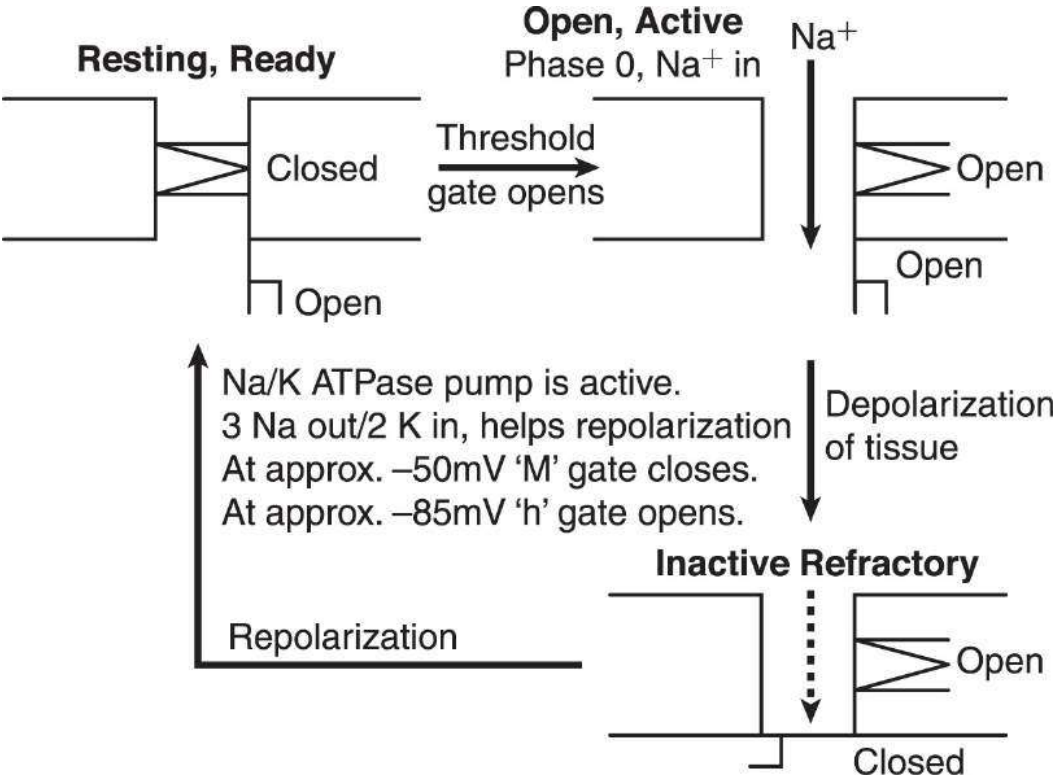 Resting, Ready
Open, Active
Phase 0, Na⁺ in
Na⁺
Closed
Open
Threshold
gate opens
Open
Open
Na/K ATPase pump is active.
3 Na out/2 K in, helps repolarization
At approx. –50mV ‘M’ gate closes.
At approx. –85mV ‘h’ gate opens.
Depolarization
of tissue
Inactive Refractory
Repolarization
Open
Closed